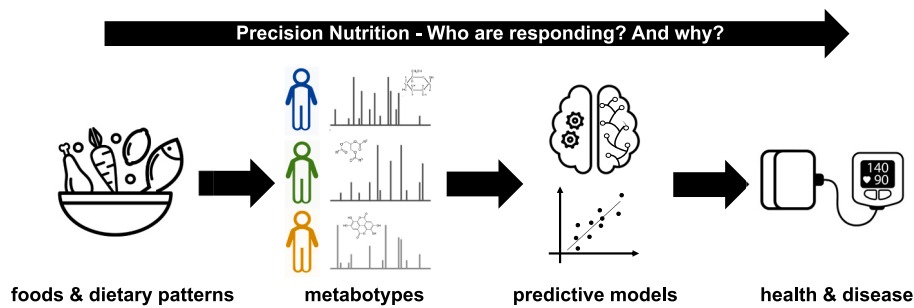 Precision Nutrition - Who are responding? And why?
140
90
foods & dietary patterns
metabotypes
predictive models
health & disease